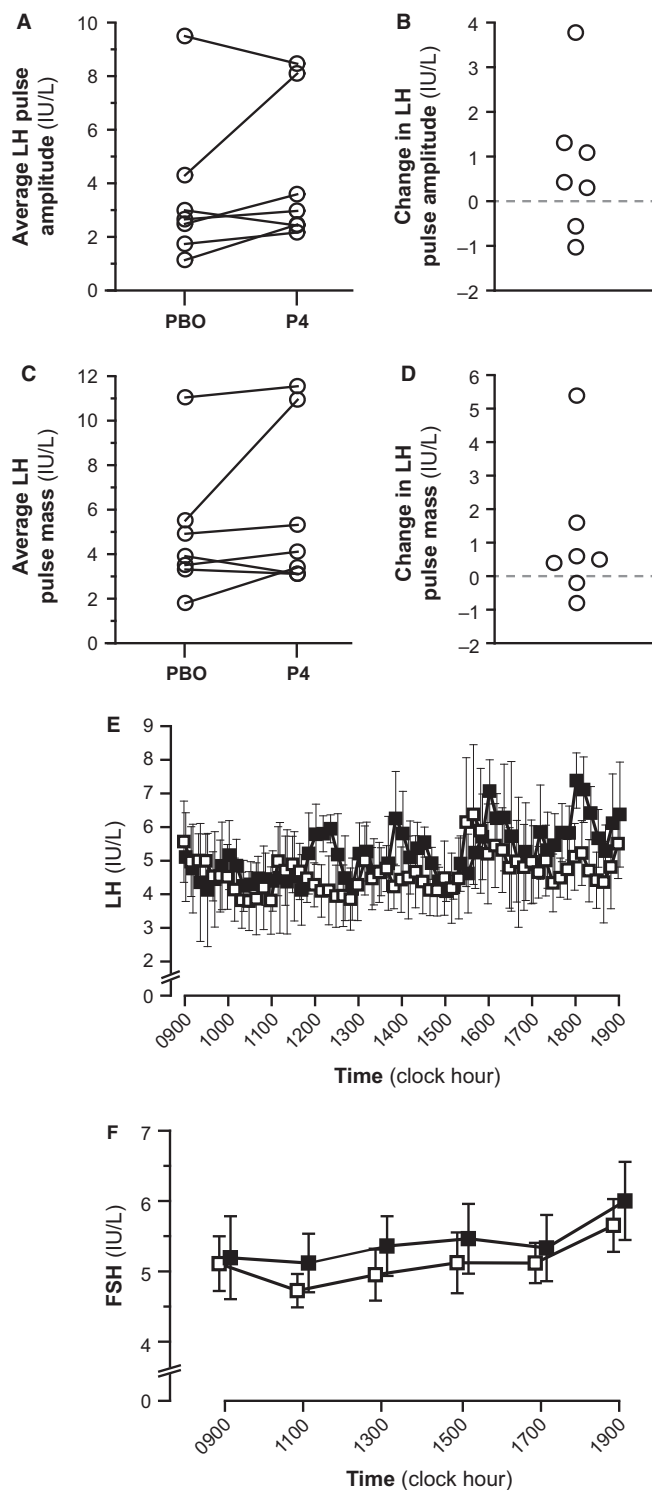 A
Average LH pulse
amplitude (IU/L)
10
8
6
4
2
0
PBO
P4
B
Change in LH
pulse amplitude (IU/L)
4
3
2
1
0
–1
–2
C
Average LH
pulse mass (IU/L)
12
10
8
6
4
2
0
PBO
P4
D
Change in LH
pulse mass (IU/L)
6
5
4
3
2
1
0
–1
–2
E
LH (IU/L)
9
8
7
6
5
4
3
2
0
0900
1000
1100
1200
1300
1400
1500
1600
1700
1800
1900
Time (clock hour)
F
FSH (IU/L)
7
6
5
4
0
0900
1100
1300
1500
1700
1900
Time (clock hour)